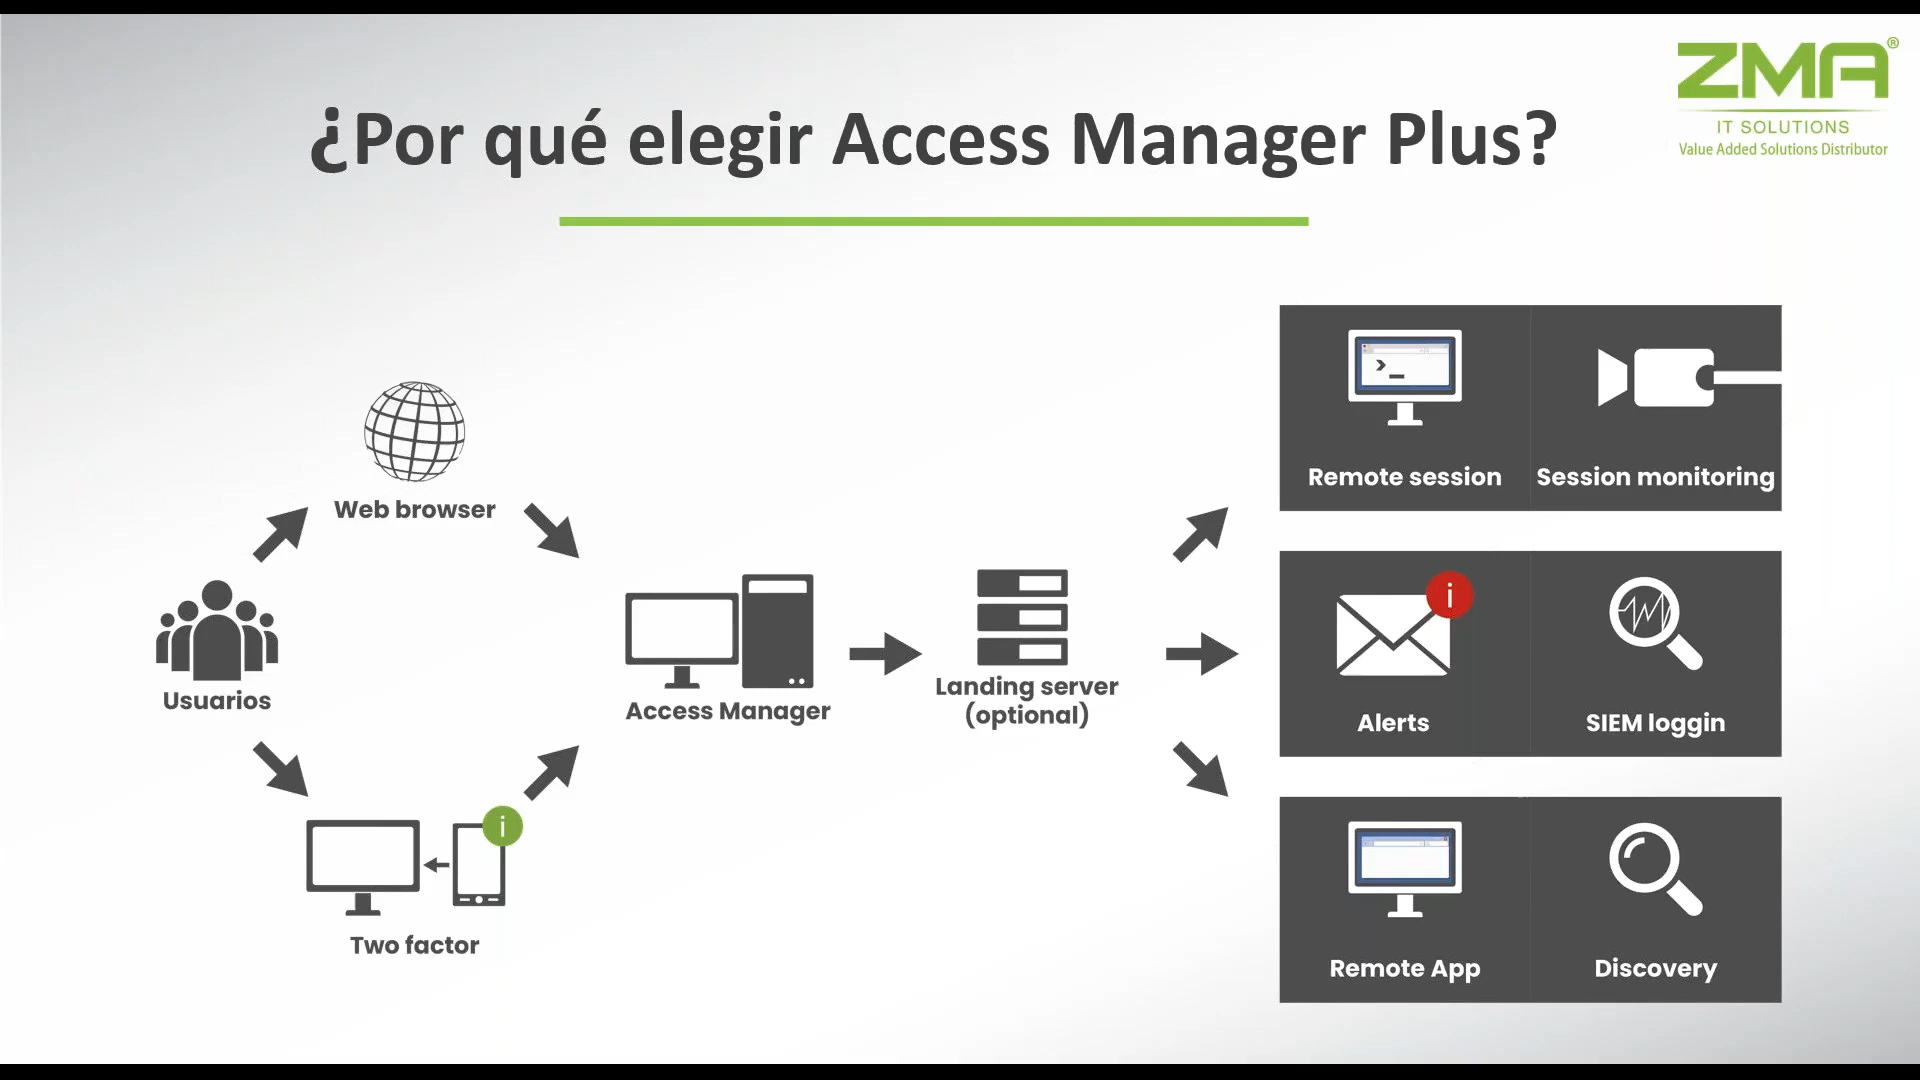 ZMA®
IT SOLUTIONS
Value Added Solutions Distributor
¿Por qué elegir Access Manager Plus?
Web browser
Usuarios
Two factor
i
Access Manager
Landing server
(optional)
Remote session
Session monitoring
i
Alerts
SIEM loggin
Remote App
Discovery